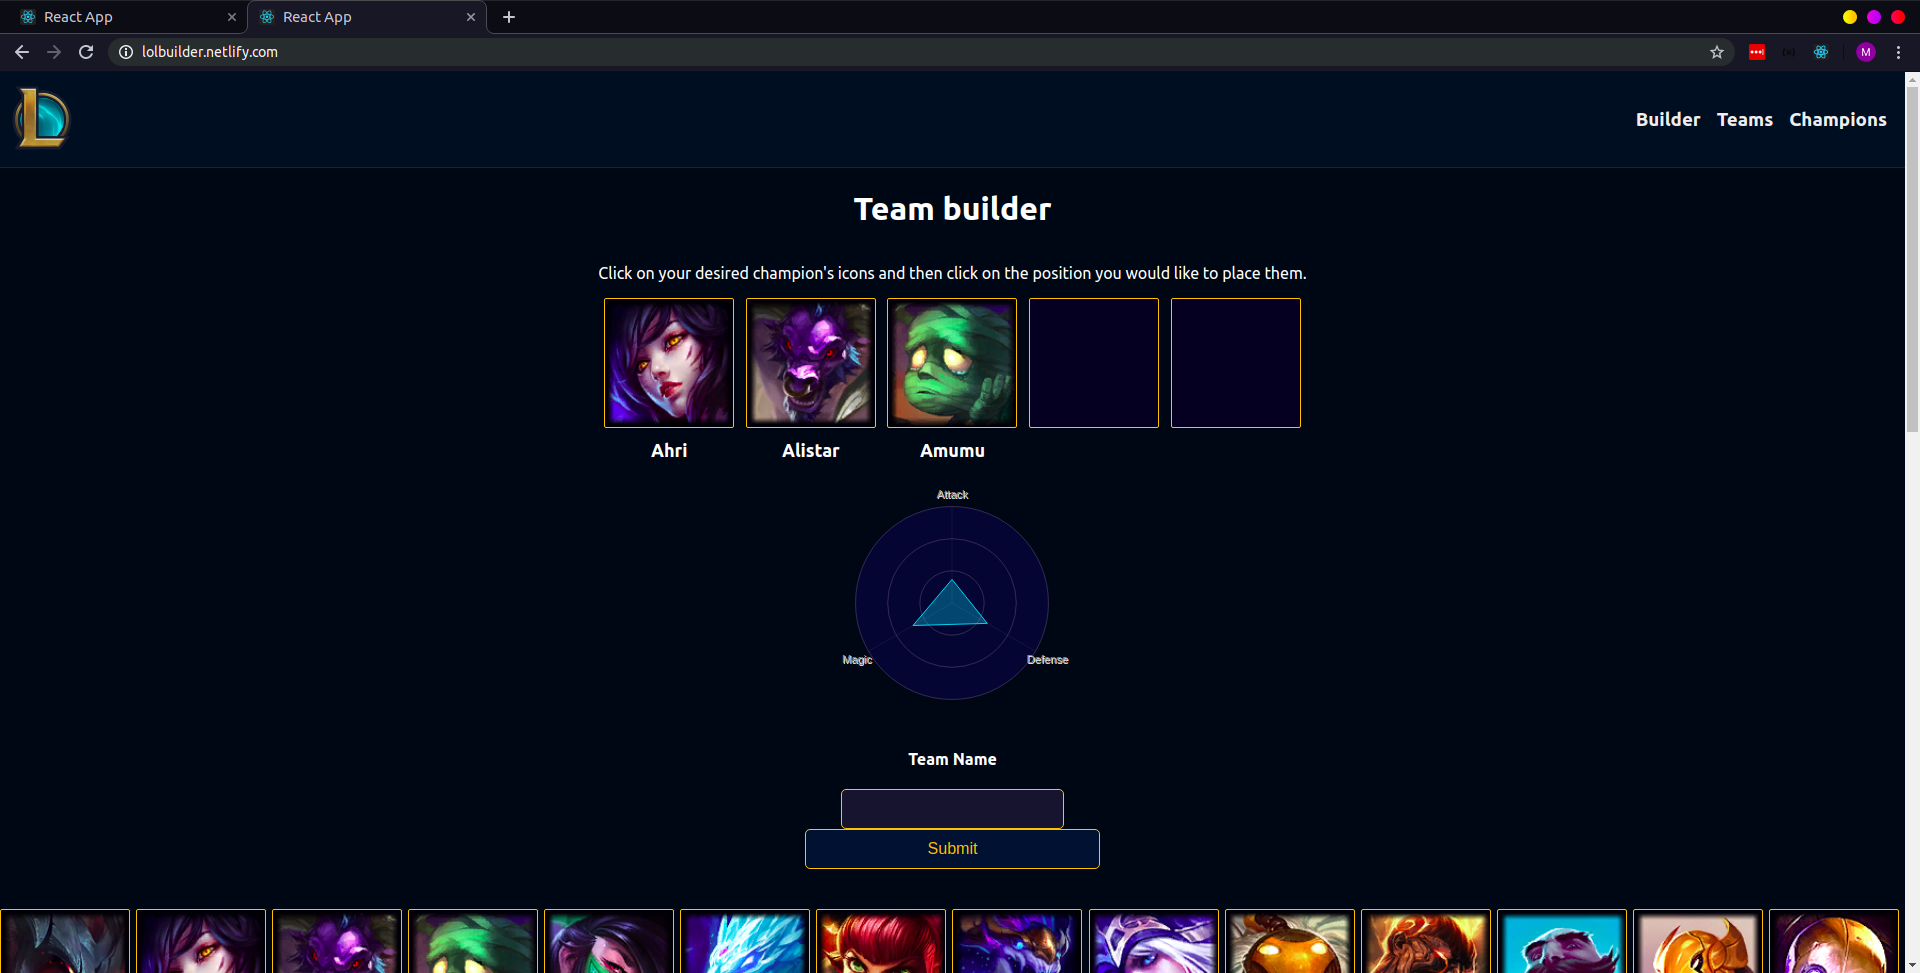 React App
React App
lolbuilder.netlify.com
M
Builder Teams Champions
Team builder
Click on your desired champion's icons and then click on the position you would like to place them.
Ahri Alistar Amumu
Attack
Magic Defense
Team Name
Submit